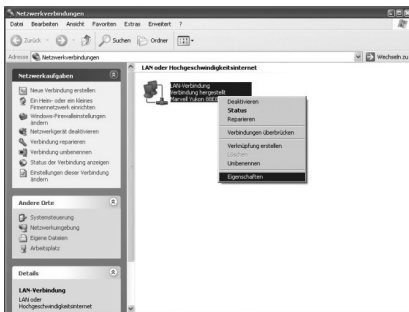 Netzwerkverbindungen
Datei Bearbeiten Ansicht Favoriten Extras Erweitert ?
Zurück Suchen Ordner
Adresse Netzwerkverbindungen Wechseln zu
Netzwerkaufgaben
Neue Verbindung erstellen
Ein Heim- oder ein kleines
Firmennetzwerk einrichten
Windows-Firewalleinstellungen
ändern
Netzwerkgerät deaktivieren
Verbindung reparieren
Verbindung umbenennen
Status der Verbindung anzeigen
Einstellungen dieser Verbindung
ändern
Andere Orte
Systemsteuerung
Netzwerkumgebung
Eigene Dateien
Arbeitsplatz
Details
LAN-Verbindung
LAN oder
Hochgeschwindigkeitsinternet
LAN oder Hochgeschwindigkeitsinternet
LAN-Verbindung
Verbindung hergestellt
Marvell Yukon
Deaktivieren
Status
Reparieren
Verbindungen überbrücken
Verknüpfung erstellen
Löschen
Umbenennen
Eigenschaften